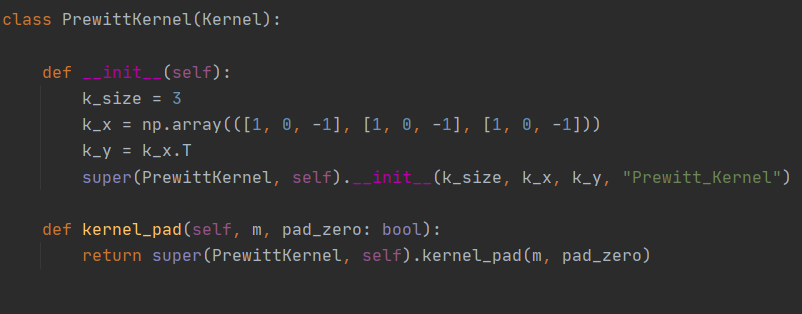 class PrewittKernel(Kernel):
def __init__(self):
k_size = 3
k_x = np.array(([1, 0, -1], [1, 0, -1], [1, 0, -1]))
k_y = k_x.T
super(PrewittKernel, self).__init__(k_size, k_x, k_y, "Prewitt_Kernel")
def kernel_pad(self, m, pad_zero: bool):
return super(PrewittKernel, self).kernel_pad(m, pad_zero)